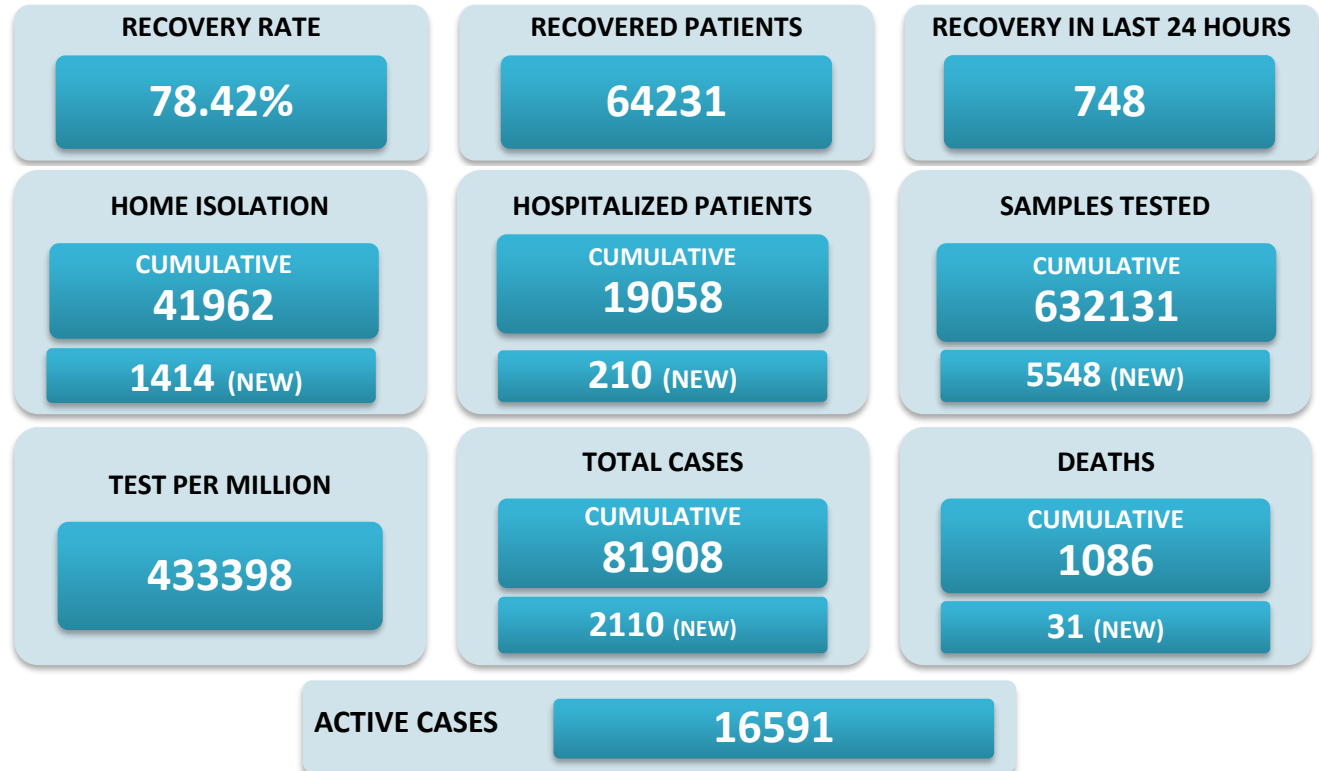 RECOVERY RATE
78.42%
RECOVERED PATIENTS
64231
RECOVERY IN LAST 24 HOURS
748
HOME ISOLATION
CUMULATIVE
41962
1414 (NEW)
HOSPITALIZED PATIENTS
CUMULATIVE
19058
210 (NEW)
SAMPLES TESTED
CUMULATIVE
632131
5548 (NEW)
TEST PER MILLION
433398
TOTAL CASES
CUMULATIVE
81908
2110 (NEW)
DEATHS
CUMULATIVE
1086
31 (NEW)
ACTIVE CASES
16591